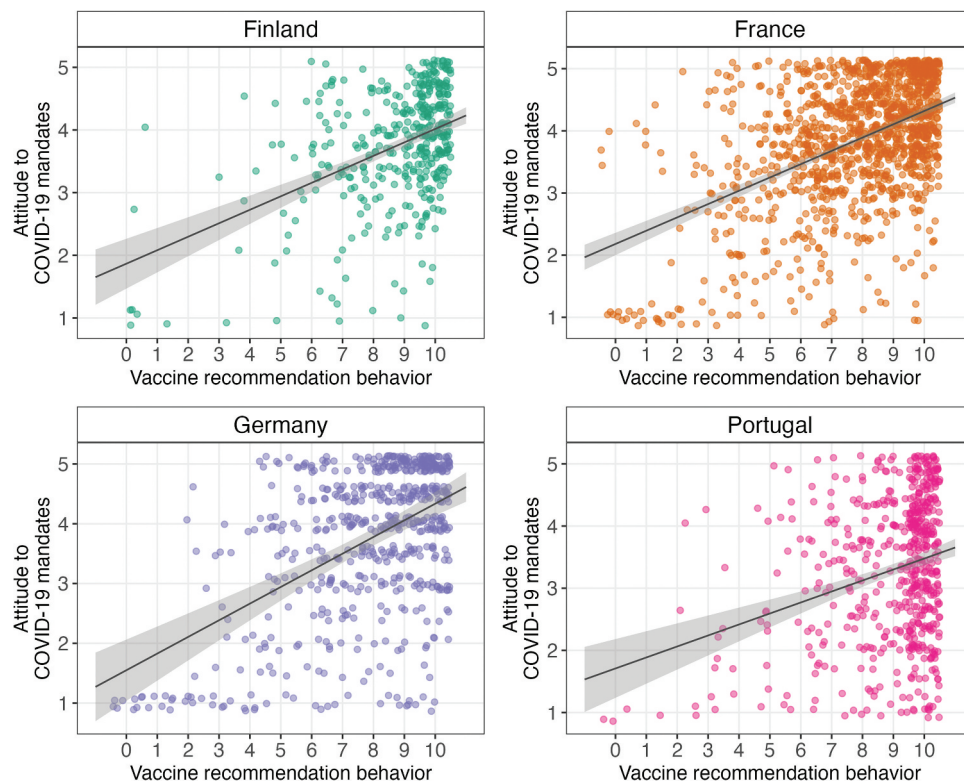 Finland
France
5
4
3
2
1
Attitude to
COVID-19 mandates
0 1 2 3 4 5 6 7 8 9 10
Vaccine recommendation behavior
5
4
3
2
1
Attitude to
COVID-19 mandates
0 1 2 3 4 5 6 7 8 9 10
Vaccine recommendation behavior
Germany
Portugal
5
4
3
2
1
Attitude to
COVID-19 mandates
0 1 2 3 4 5 6 7 8 9 10
Vaccine recommendation behavior
5
4
3
2
1
Attitude to
COVID-19 mandates
0 1 2 3 4 5 6 7 8 9 10
Vaccine recommendation behavior